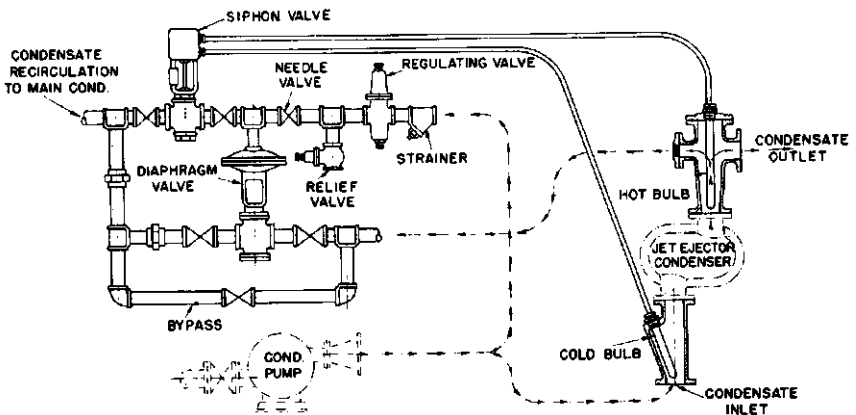 SIPHON VALVE
CONDENSATE
RECIRCULATION
TO MAIN COND.
NEEDLE
VALVE
REGULATING VALVE
STRAINER
DIAPHRAGM
VALVE
RELIEF
VALVE
CONDENSATE
OUTLET
HOT BULB
JET EJECTOR
CONDENSER
BYPASS
COND.
PUMP
COLD BULB
CONDENSATE
INLET